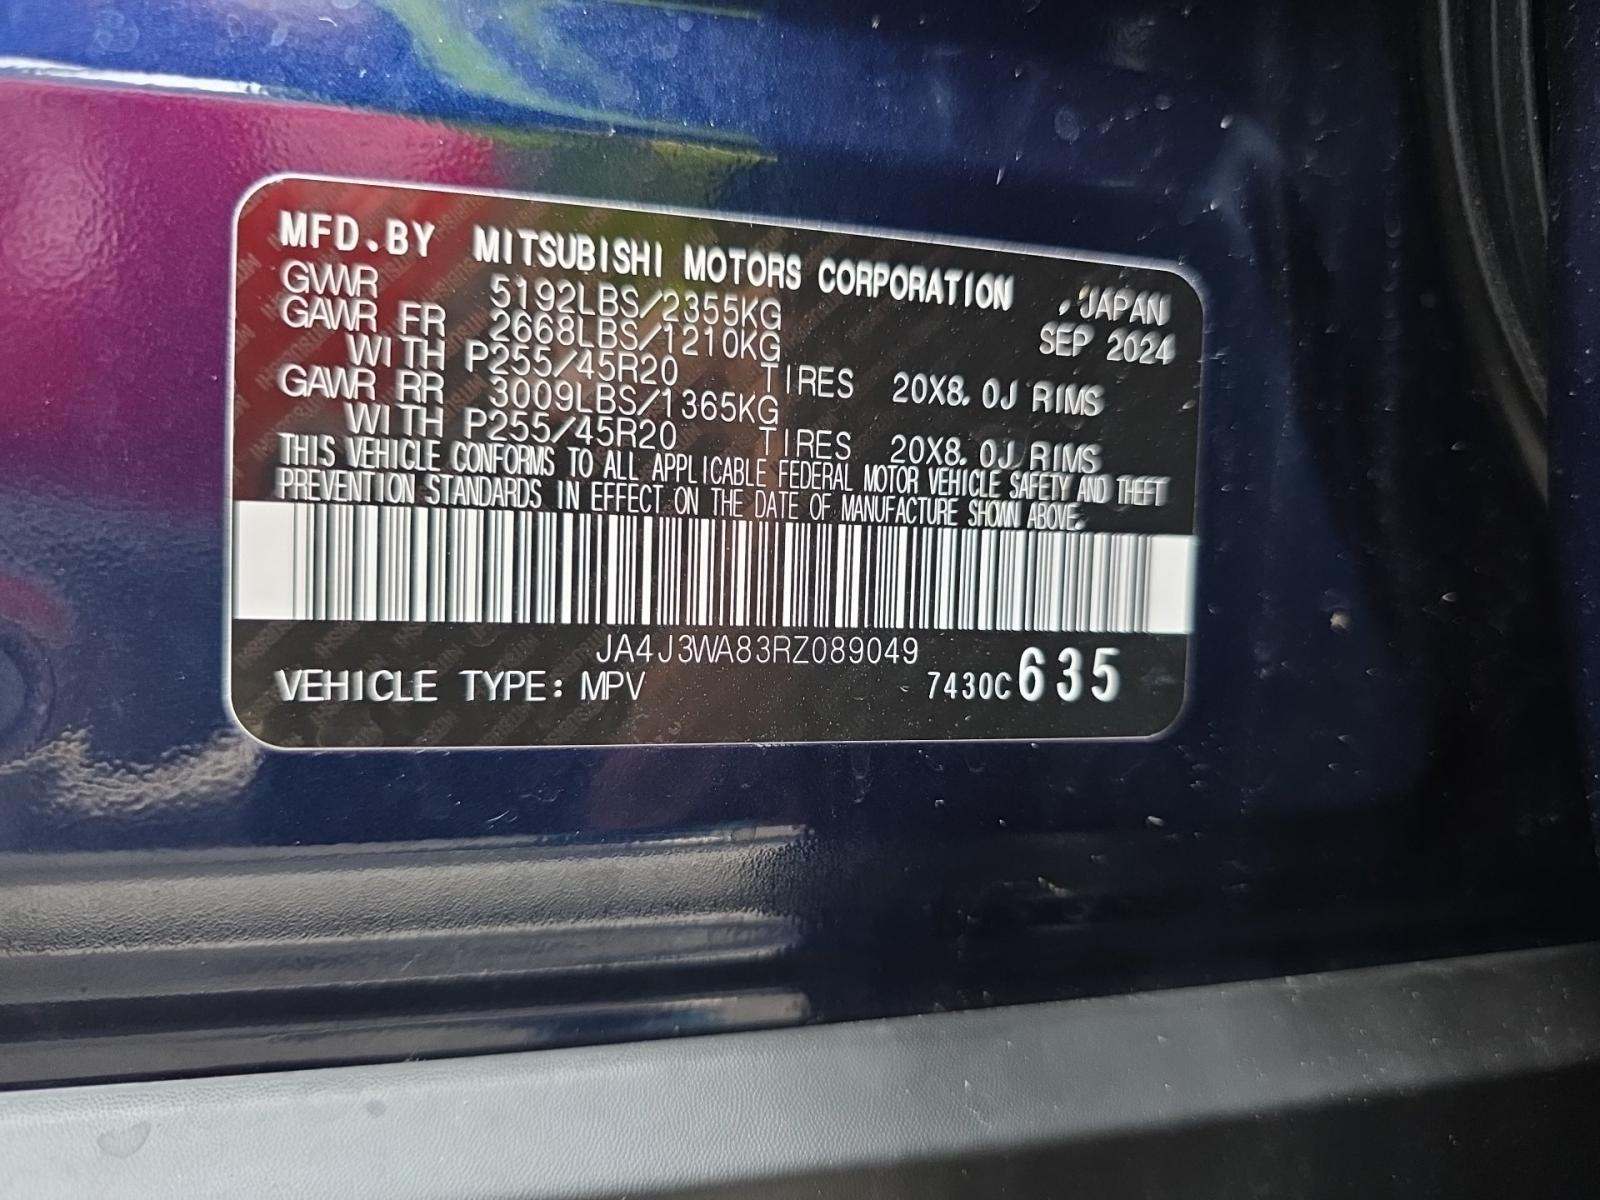 MFD.BY MITSUBISHI MOTORS CORPORATION , JAPAN
GVWR 5192LBS/2355KG SEP 2024
GAWR FR 2668LBS/1210KG
WITH P255/45R20 TIRES 20X8.0J RIMS
GAWR RR 3009LBS/1365KG
WITH P255/45R20 TIRES 20X8.0J RIMS
THIS VEHICLE CONFORMS TO ALL APPLICABLE FEDERAL MOTOR VEHICLE SAFETY AND THEFT
PREVENTION STANDARDS IN EFFECT ON THE DATE OF MANUFACTURE SHOWN ABOVE.
JA4J3WA83RZ089049
VEHICLE TYPE: MPV 7430C635